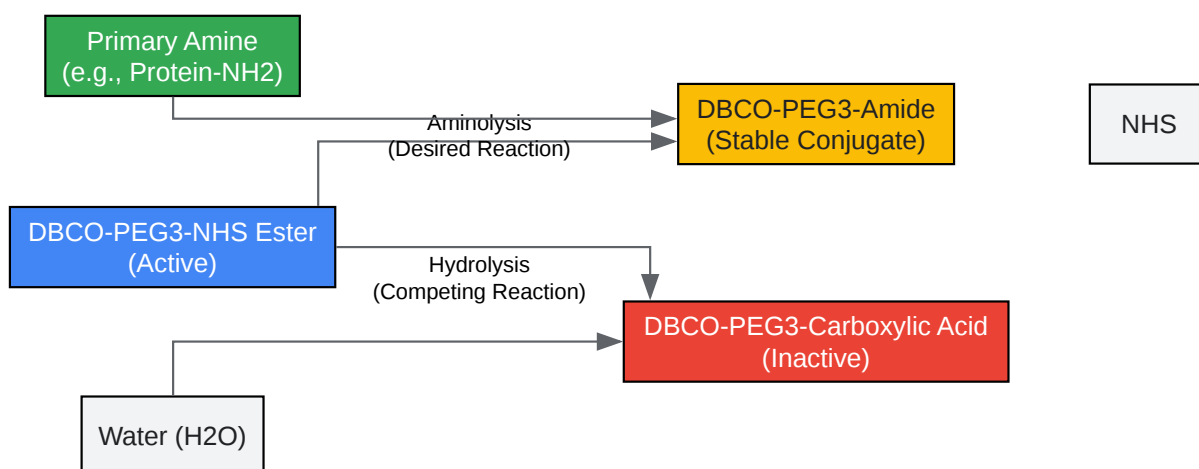 Primary Amine
(e.g., Protein-NH2)
DBCO-PEG3-Amide
(Stable Conjugate)
NHS
Aminolysis
(Desired Reaction)
DBCO-PEG3-NHS Ester
(Active)
Hydrolysis
(Competing Reaction)
DBCO-PEG3-Carboxylic Acid
(Inactive)
Water (H2O)